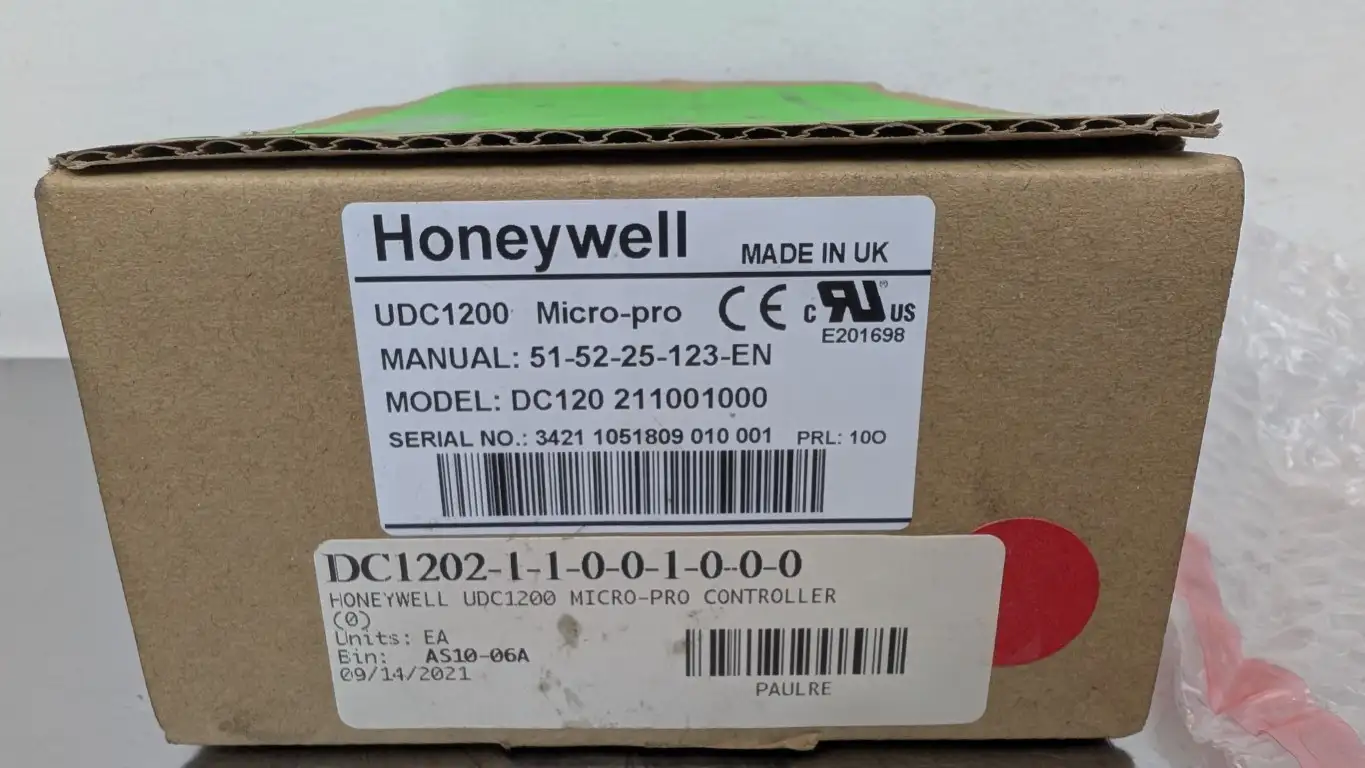 Honeywell MADE IN UK
UDC1200 Micro-pro CE c RU ® US
E201698
MANUAL: 51-52-25-123-EN
MODEL: DC120 211001000
SERIAL NO.: 3421 1051809 010 001 PRL: 10O
DC1202-1-1-0-0-1-0-0-0
HONEYWELL UDC1200 MICRO-PRO CONTROLLER
(0)
Units: EA
Bin: AS10-06A
09/14/2021
PAULRE